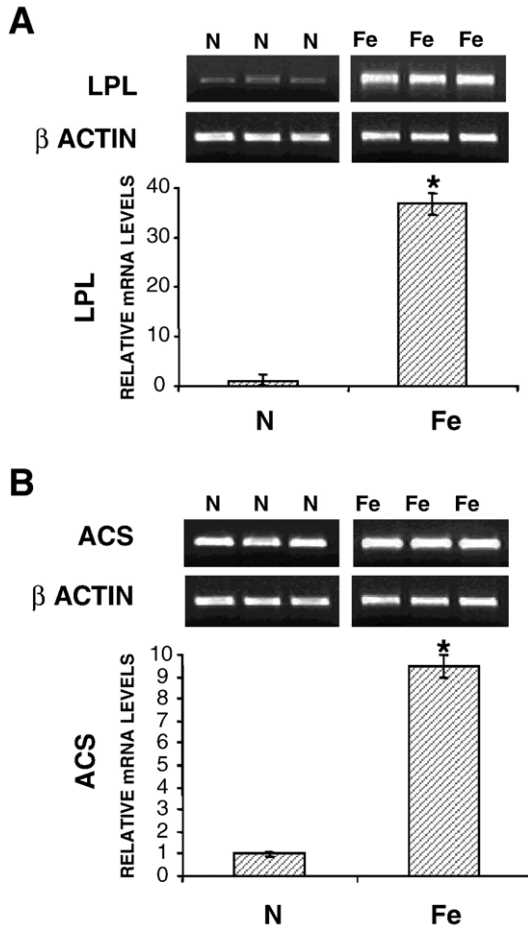 A
N N N Fe Fe Fe
LPL
β ACTIN
LPL
RELATIVE mRNA LEVELS
40
30
20
10
0
*
N Fe
B
N N N Fe Fe Fe
ACS
β ACTIN
ACS
RELATIVE mRNA LEVELS
10
9
8
7
6
5
4
3
2
1
0
*
N Fe